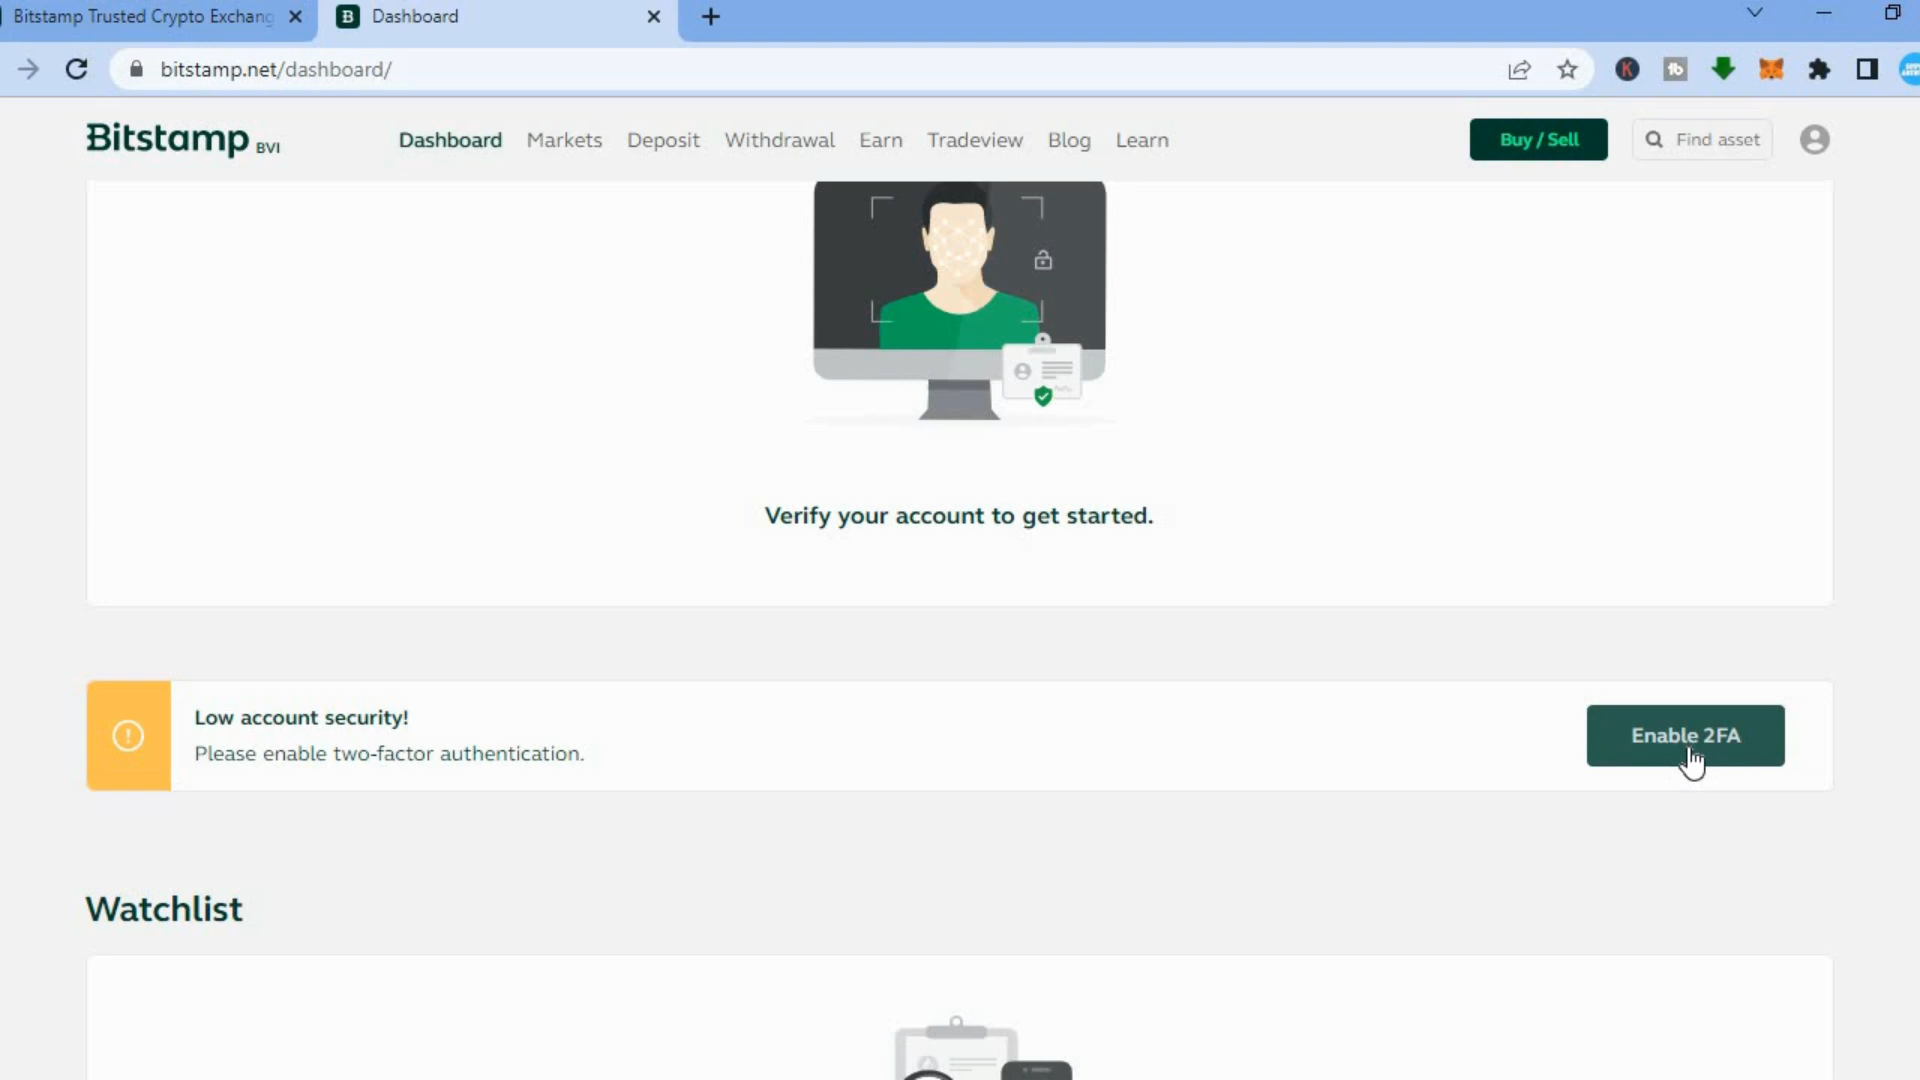 Bitstamp Trusted Crypto Exchang
Dashboard
bitstamp.net/dashboard/
Bitstamp BVI
Dashboard Markets Deposit Withdrawal Earn Tradeview Blog Learn
Buy / Sell
Find asset
Verify your account to get started.
Low account security!
Please enable two-factor authentication.
Enable 2FA
Watchlist